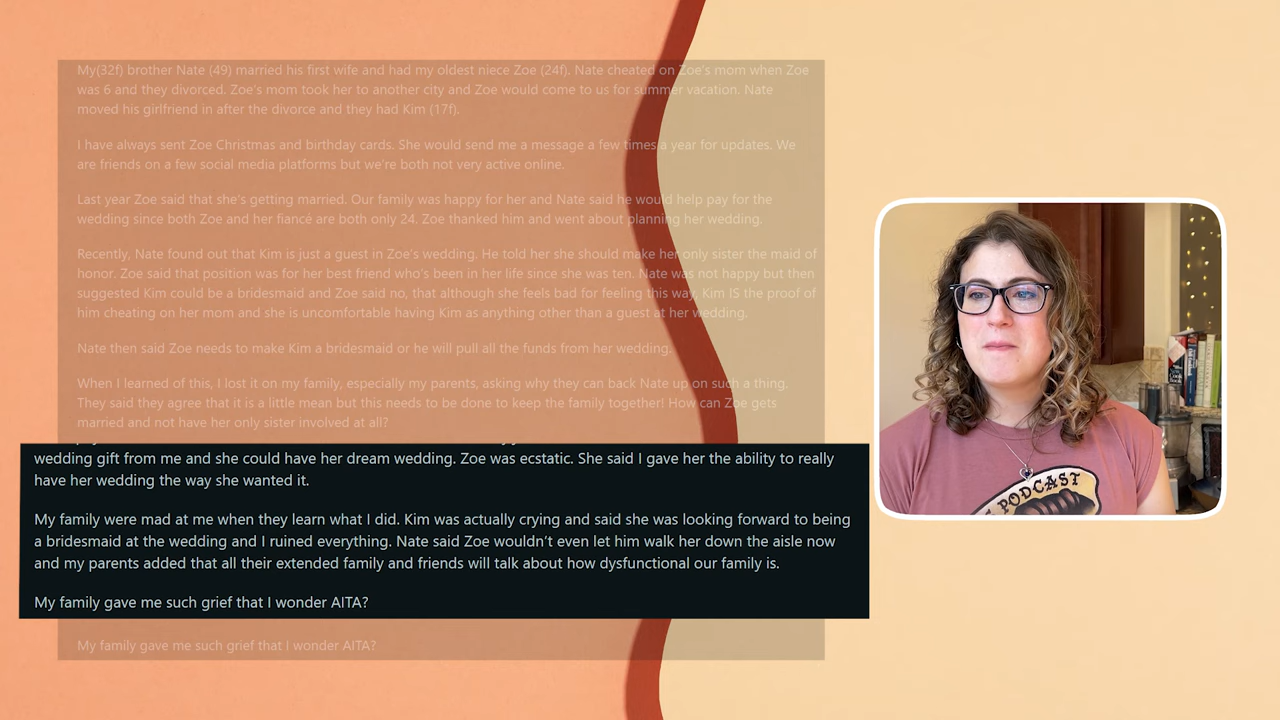 My(32f) brother Nate (49) married his first wife and had my oldest niece Zoe (24f). Nate cheated on Zoe's mom when Zoe
was 6 and they divorced. Zoe's mom took her to another city and Zoe would come to us for summer vacation. Nate
moved his girlfriend in after the divorce and they had Kim (17f).
I have always sent Zoe Christmas and birthday cards. She would send me a message a few times a year for updates. We
are friends on a few social media platforms but we're both not very active online.
Last year Zoe said that she's getting married. Our family was happy for her and Nate said he would help pay for the
wedding since both Zoe and her fiancé are both only 24. Zoe thanked him and went about planning her wedding.
Recently, Nate found out that Kim is just a guest in Zoe's wedding. He told her she should make her only sister the maid of
honor. Zoe said that position was for her best friend who's been in her life since she was ten. Nate was not happy but then
suggested Kim could be a bridesmaid and Zoe said no, that although she feels bad for feeling this way, Kim IS the proof of
him cheating on her mom and she is uncomfortable having Kim as anything other than a guest at her wedding.
Nate then said Zoe needs to make Kim a bridesmaid or he will pull all the funds from her wedding.
When I learned of this, I lost it on my family, especially my parents, asking why they can back Nate up on such a thing.
They said they agree that it is a little mean but this needs to be done to keep the family together! How can Zoe gets
married and not have her only sister involved at all?
wedding gift from me and she could have her dream wedding. Zoe was ecstatic. She said I gave her the ability to really
have her wedding the way she wanted it.
My family were mad at me when they learn what I did. Kim was actually crying and said she was looking forward to being
a bridesmaid at the wedding and I ruined everything. Nate said Zoe wouldn't even let him walk her down the aisle now
and my parents added that all their extended family and friends will talk about how dysfunctional our family is.
My family gave me such grief that I wonder AITA?
My family gave me such grief that I wonder AITA?
PODCAST